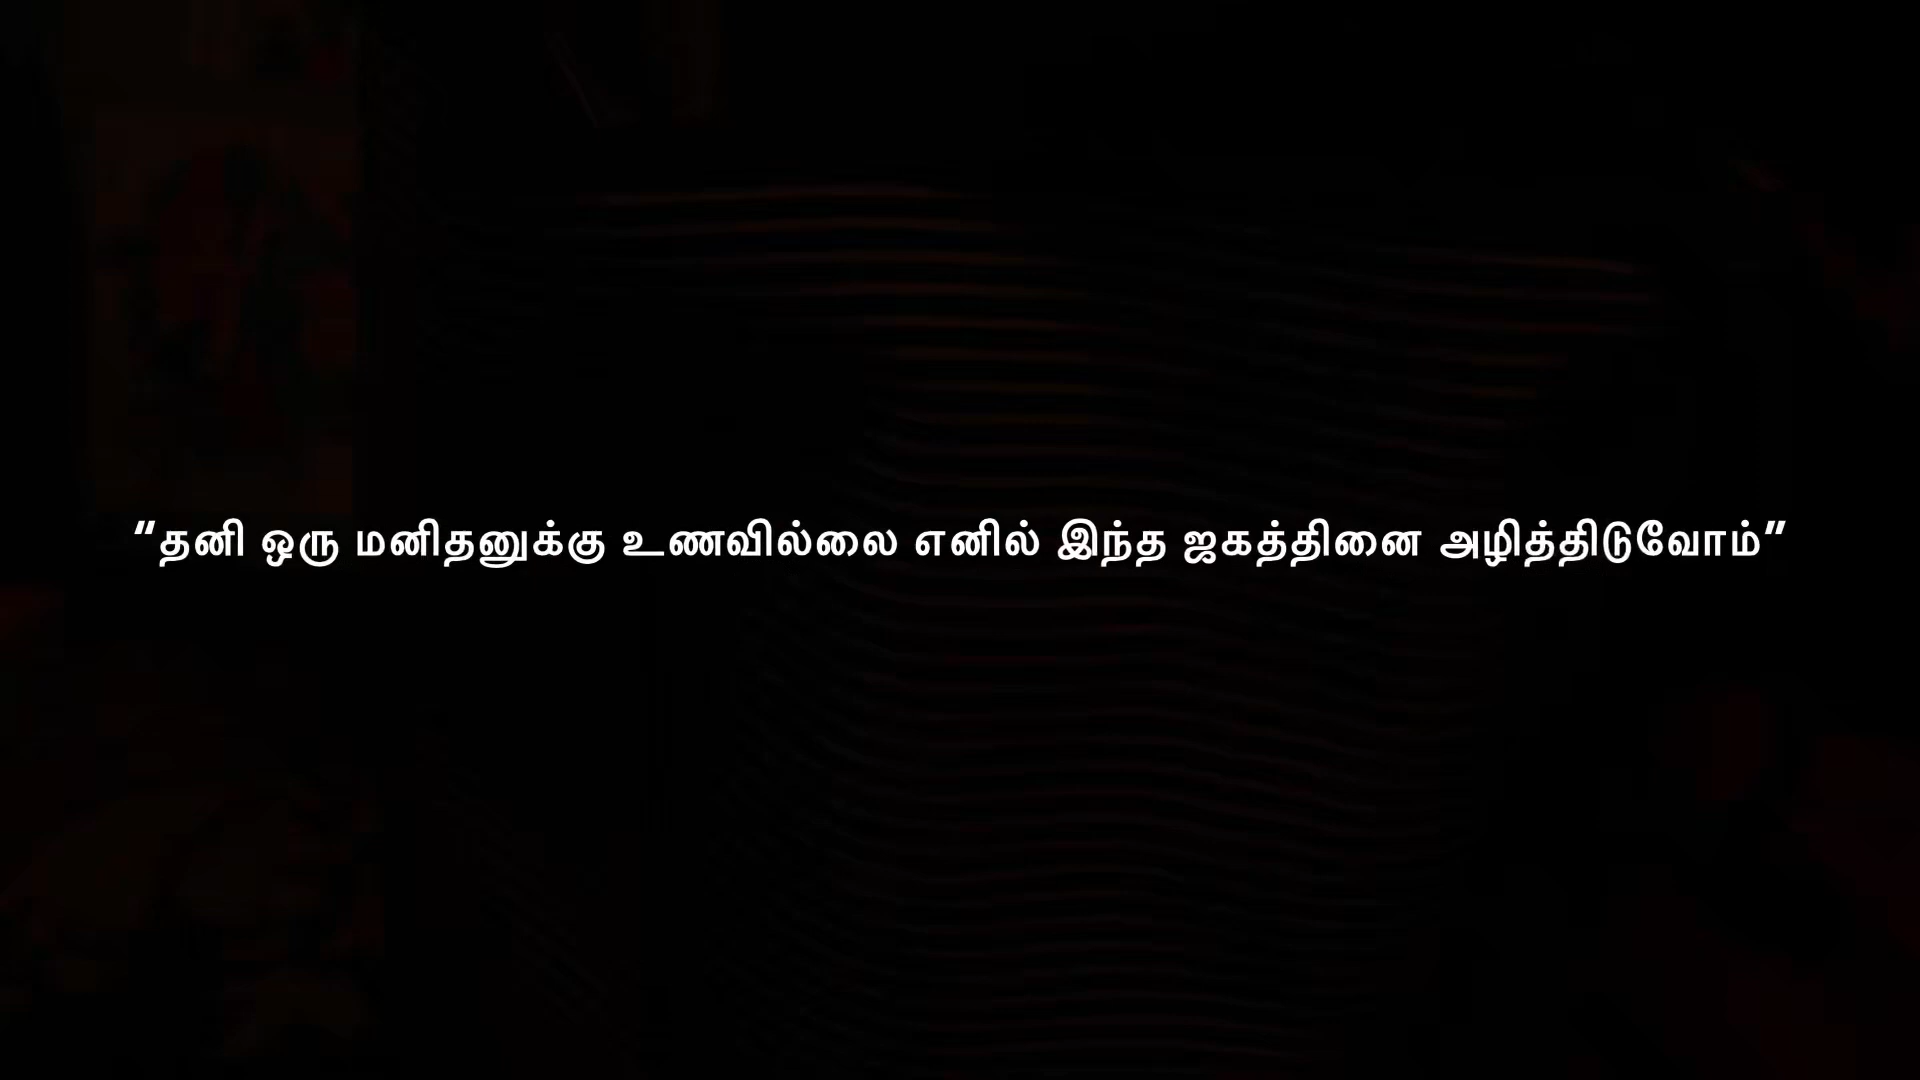 “தனி ஒரு மனிதனுக்கு உணவில்லை எனில் இந்த ஜகத்தினை அழித்திடுவோம்”